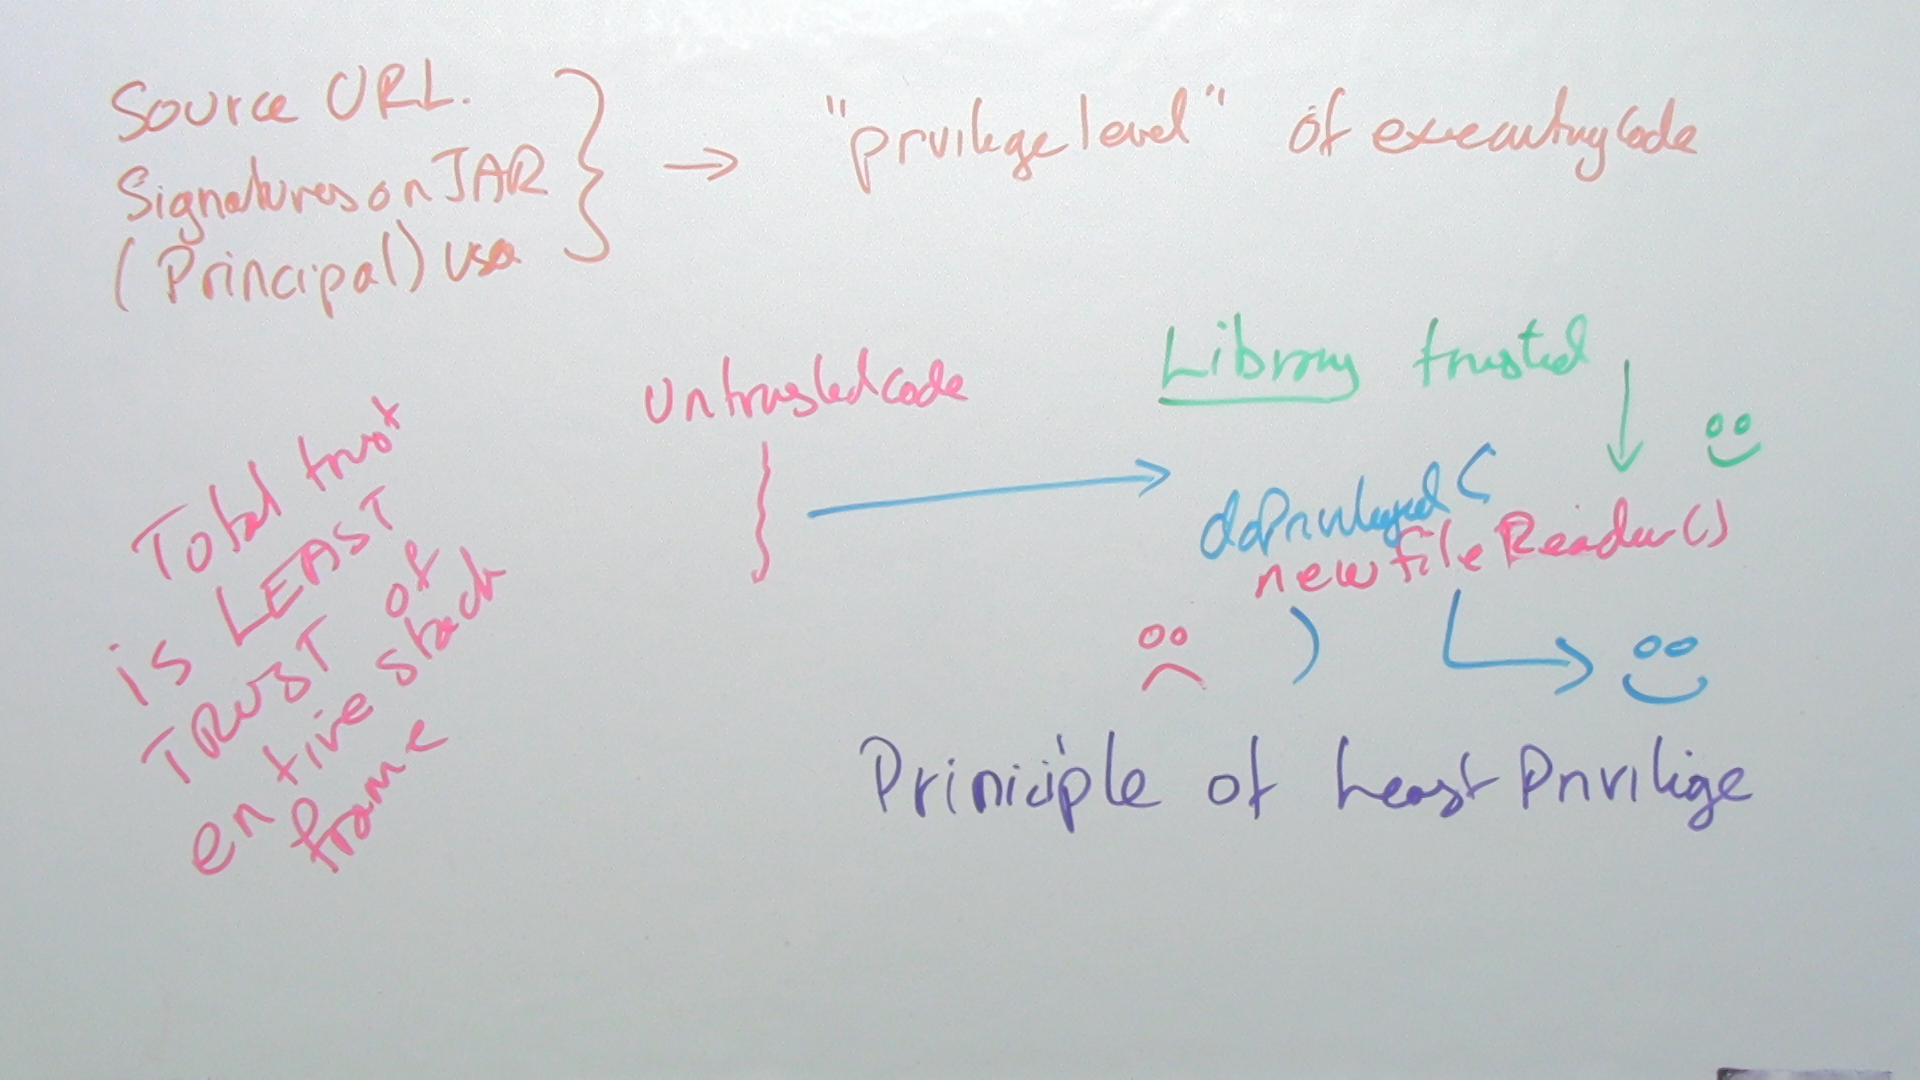 Source URL.
Signatures on JAR
(Principal) user
→ "privilege level" of executing code
Untrusted code
Library trusted
doPrivileged (
new fileReader()
)
Total trust
is LEAST
TRUST of
entire stack
frame
Priniciple of Least Privilige